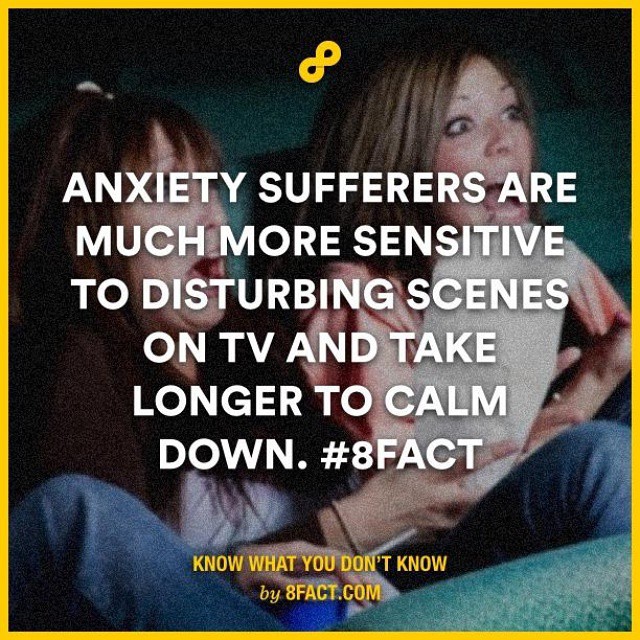 ANXIETY SUFFERERS ARE
MUCH MORE SENSITIVE
TO DISTURBING SCENES
ON TV AND TAKE
LONGER TO CALM
DOWN. #8FACT
KNOW WHAT YOU DON'T KNOW
by 8FACT.COM